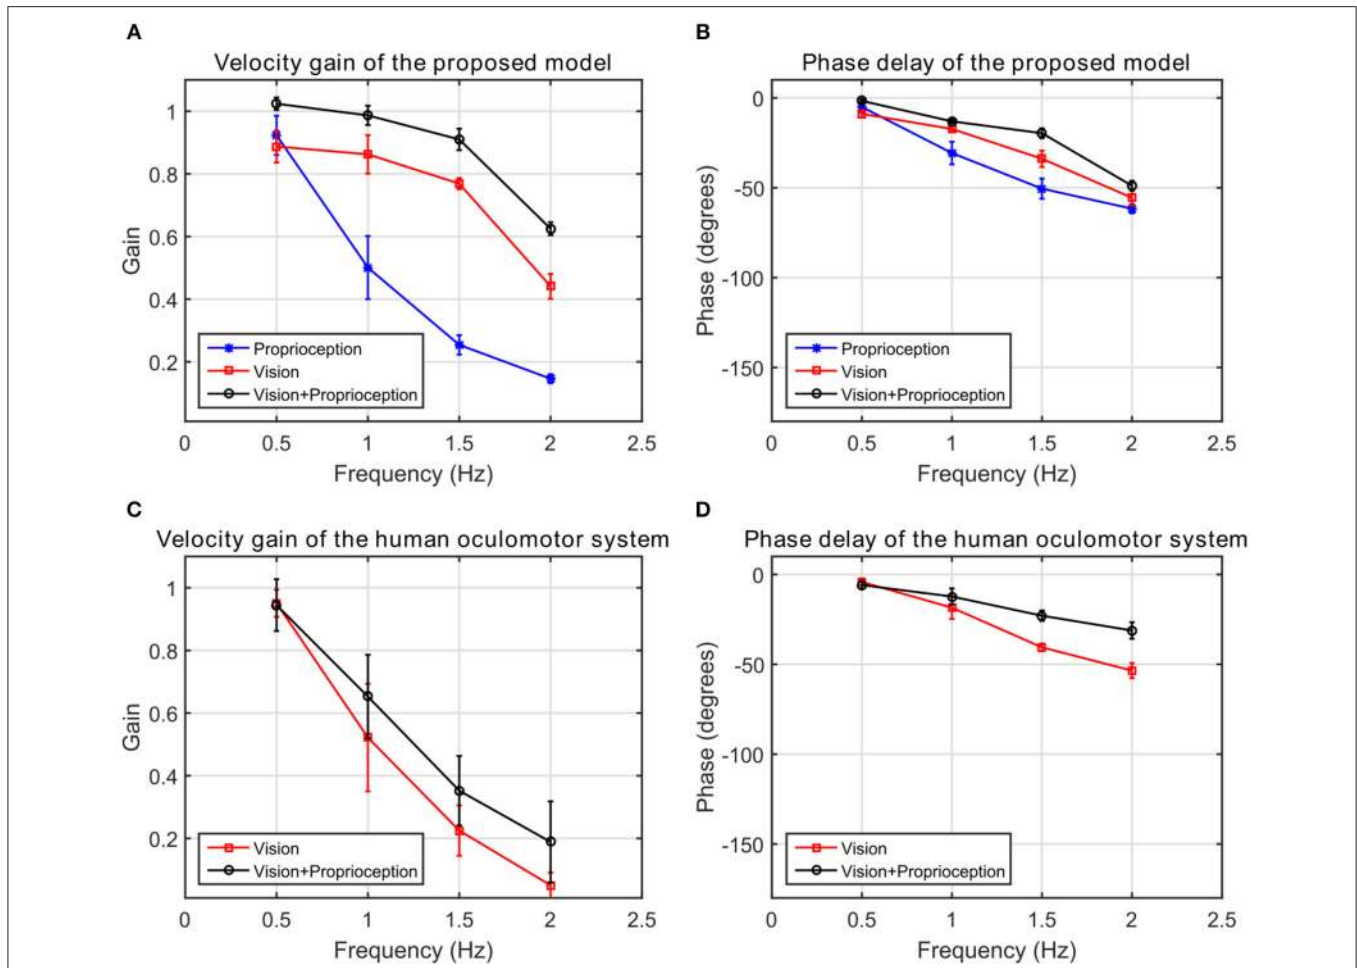 A
Velocity gain of the proposed model
1
0.8
0.6
0.4
0.2
Gain
Proprioception
Vision
Vision+Proprioception
0 0.5 1 1.5 2 2.5
Frequency (Hz)
B
Phase delay of the proposed model
0
-50
-100
-150
Phase (degrees)
Proprioception
Vision
Vision+Proprioception
0 0.5 1 1.5 2 2.5
Frequency (Hz)
C
Velocity gain of the human oculomotor system
1
0.8
0.6
0.4
0.2
Gain
Vision
Vision+Proprioception
0 0.5 1 1.5 2 2.5
Frequency (Hz)
D
Phase delay of the human oculomotor system
0
-50
-100
-150
Phase (degrees)
Vision
Vision+Proprioception
0 0.5 1 1.5 2 2.5
Frequency (Hz)